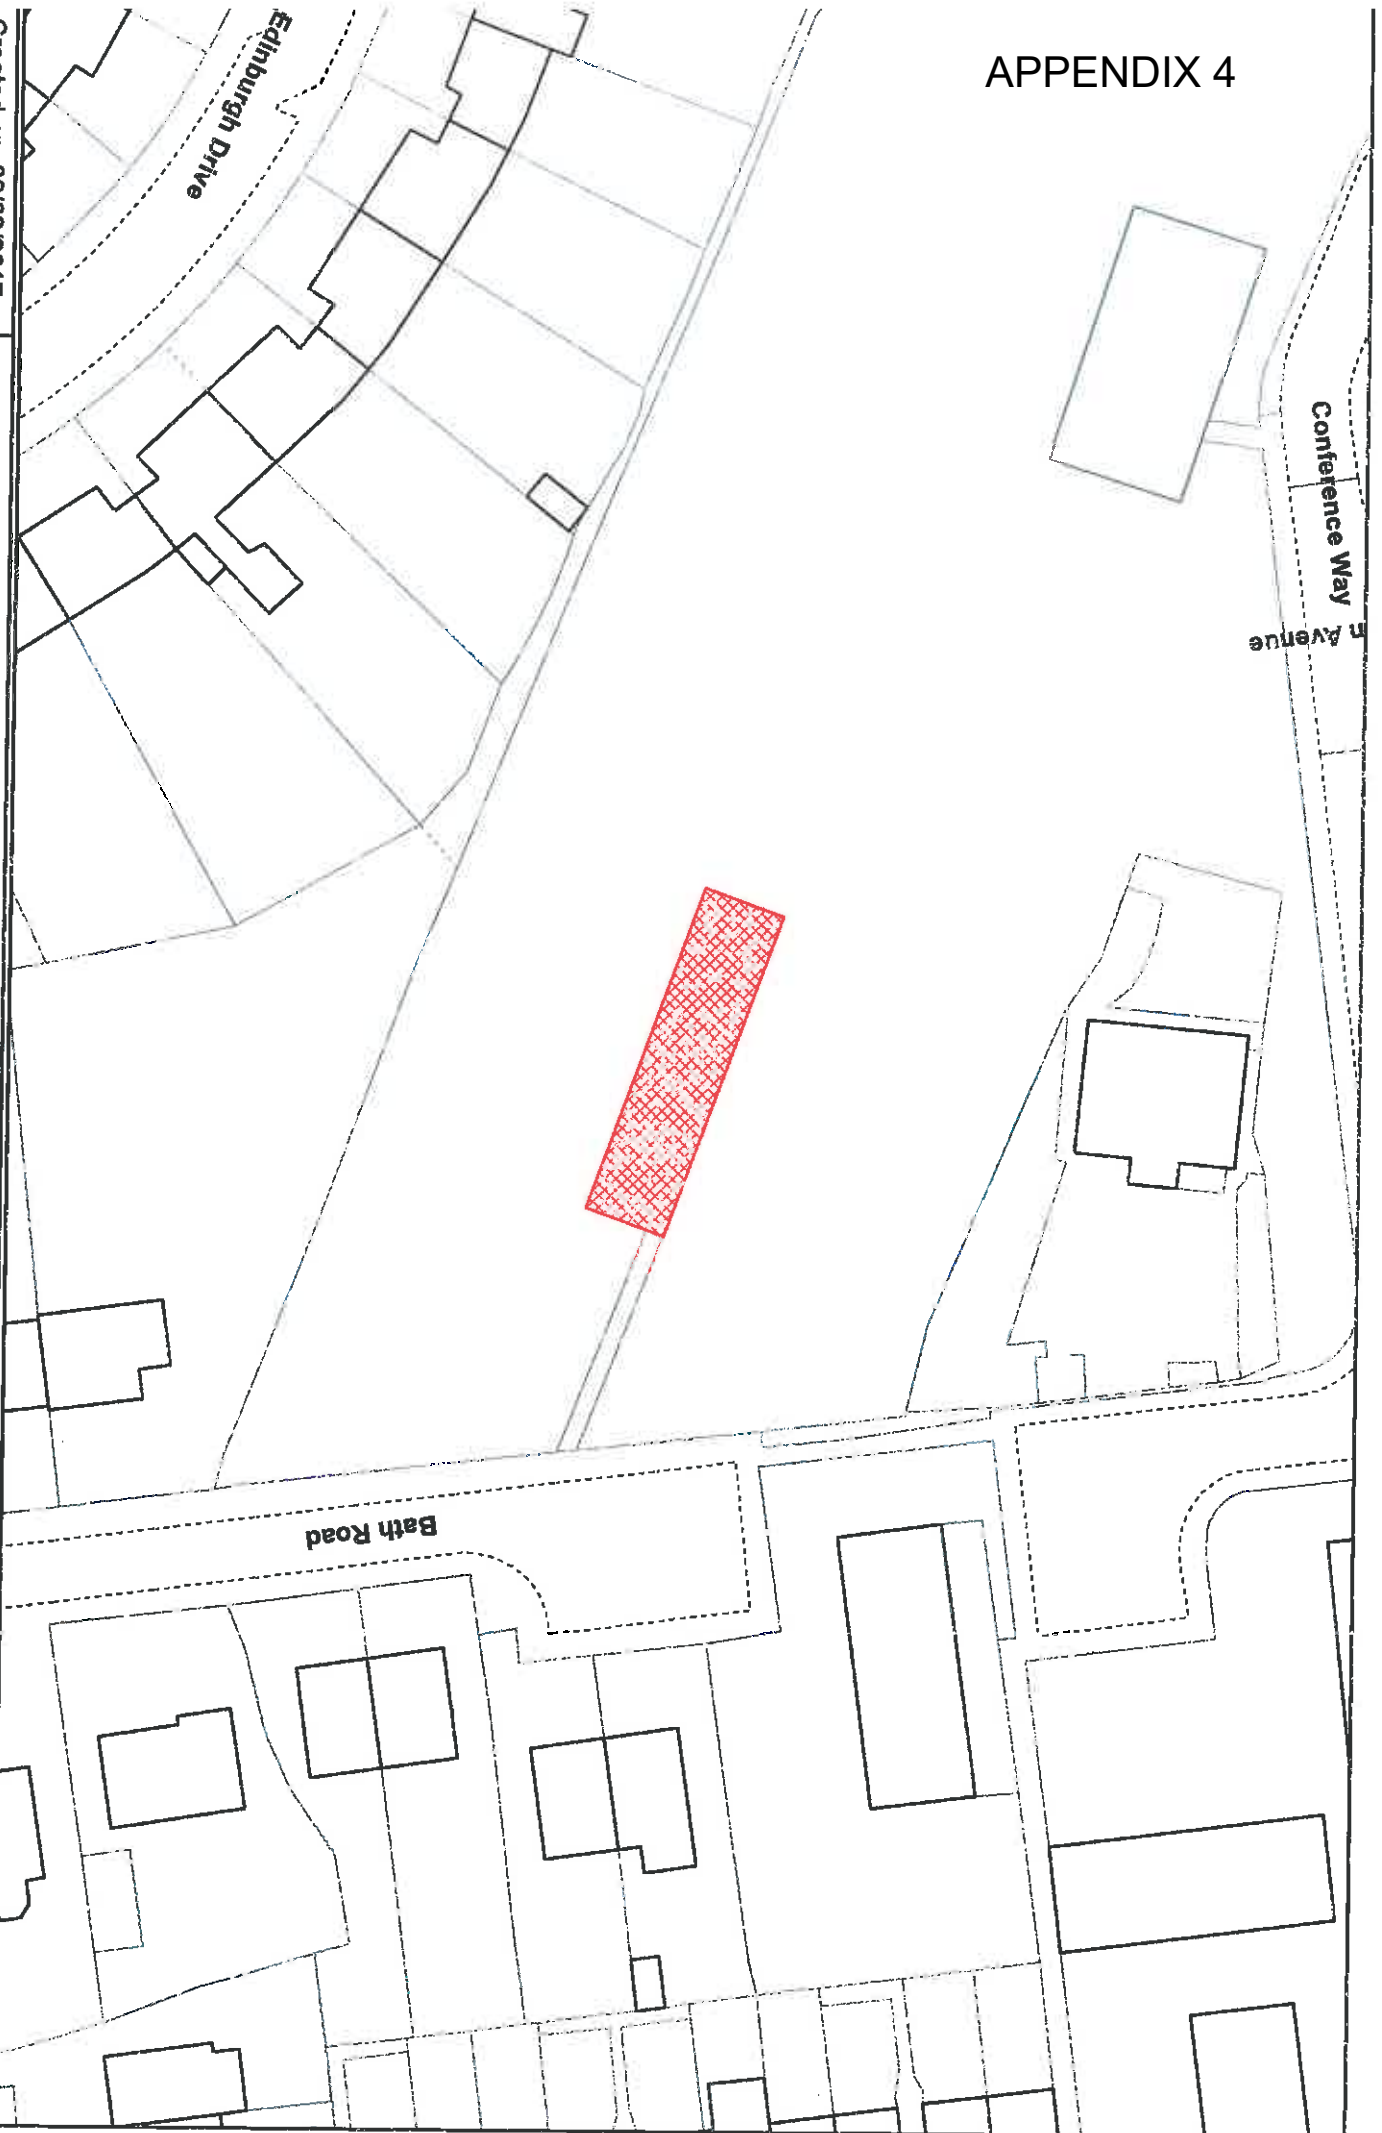 APPENDIX 4
Edinburgh Drive
Conference Way
n Avenue
Bath Road